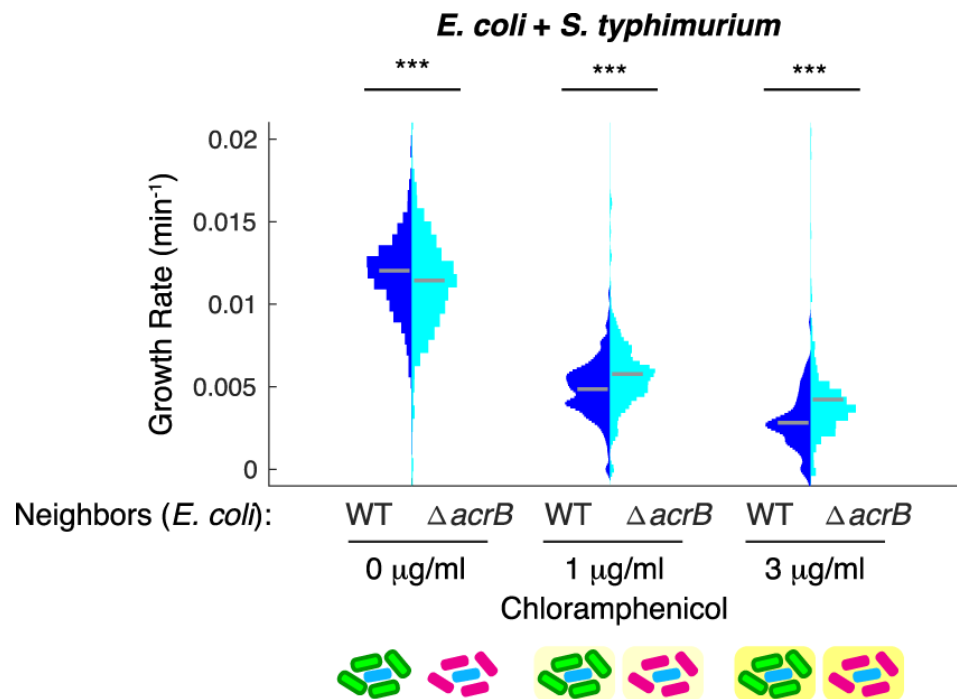 E. coli + S. typhimurium
*** *** ***
0.02
0.015
0.01
0.005
0
Growth Rate (min⁻¹)
Neighbors (E. coli): WT ΔacrB WT ΔacrB WT ΔacrB
0 μg/ml 1 μg/ml 3 μg/ml
Chloramphenicol